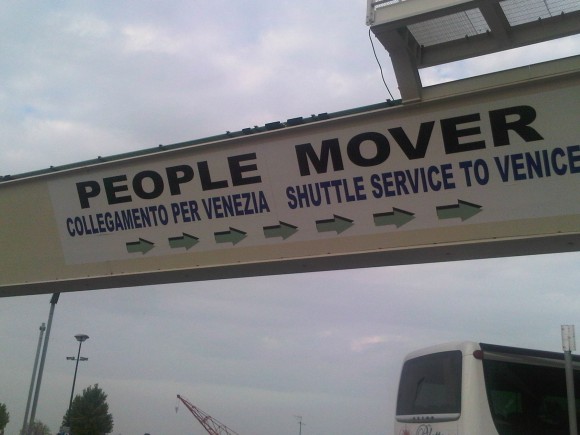 PEOPLE MOVER
COLLEGAMENTO PER VENEZIA SHUTTLE SERVICE TO VENICE